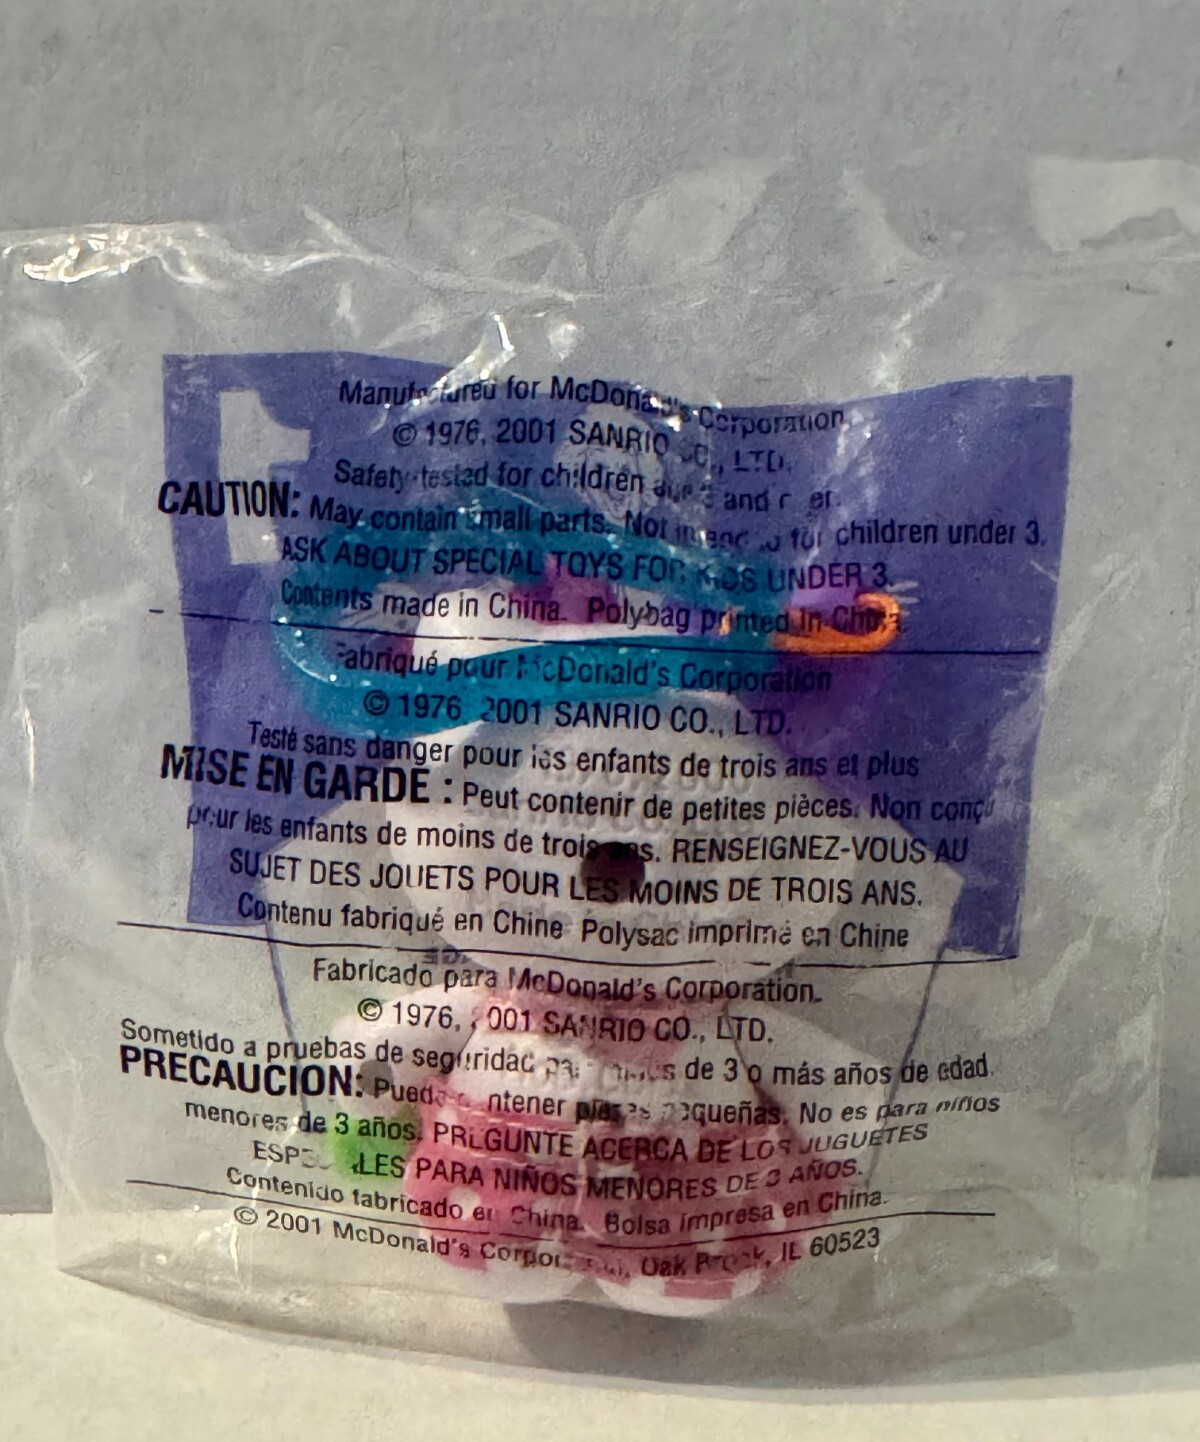 1
Manufactured for McDonald's Corporation
© 1976, 2001 SANRIO CO., LTD.
Safety-tested for children and
CAUTION: May contain small parts. Not intended for children under 3.
ASK ABOUT SPECIAL TOYS FOR KIDS UNDER 3.
Contents made in China. Polybag printed in China.
Fabriqué pour McDonald's Corporation
© 1976 2001 SANRIO CO., LTD.
Testé sans danger pour les enfants de trois ans et plus
MISE EN GARDE : Peut contenir de petites pièces. Non conçu
pour les enfants de moins de trois ans. RENSEIGNEZ-VOUS AU
SUJET DES JOUETS POUR LES MOINS DE TROIS ANS.
Contenu fabriqué en Chine Polysac imprimé en Chine
Fabricado para McDonald's Corporation.
© 1976, 2001 SANRIO CO., LTD.
Sometido a pruebas de seguridad para de 3 o más años de edad.
PRECAUCION: Puede contener piezas pequeñas. No es para niños
menores de 3 años. PREGUNTE ACERCA DE LOS JUGUETES
ESPECIALES PARA NIÑOS MENORES DE 3 AÑOS.
Contenido fabricado en China. Bolsa impresa en China.
© 2001 McDonald's Corporation, Oak Brook, IL 60523